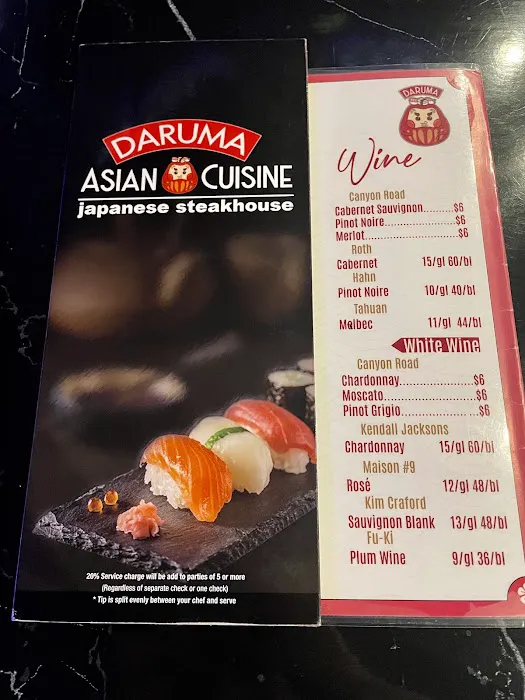 DARUMA
ASIAN CUISINE
japanese steakhouse
20% Service charge will be add to parties of 5 or more
(Regardless of separate check or one check)
* Tip is split evenly between your chef and serve
DARUMA
Wine
Canyon Road
Cabernet Sauvignon.........$6
Pinot Noire.....................$6
Merlot...........................$6
Roth
Cabernet 15/gl 60/bl
Hahn
Pinot Noire 10/gl 40/bl
Tahuan
Malbec 11/gl 44/bl
White Wine
Canyon Road
Chardonnay....................$6
Moscato.........................$6
Pinot Grigio.....................$6
Kendall Jacksons
Chardonnay 15/gl 60/bl
Maison #9
Rosé 12/gl 48/bl
Kim Craford
Sauvignon Blank 13/gl 48/bl
Fu-Ki
Plum Wine 9/gl 36/bl